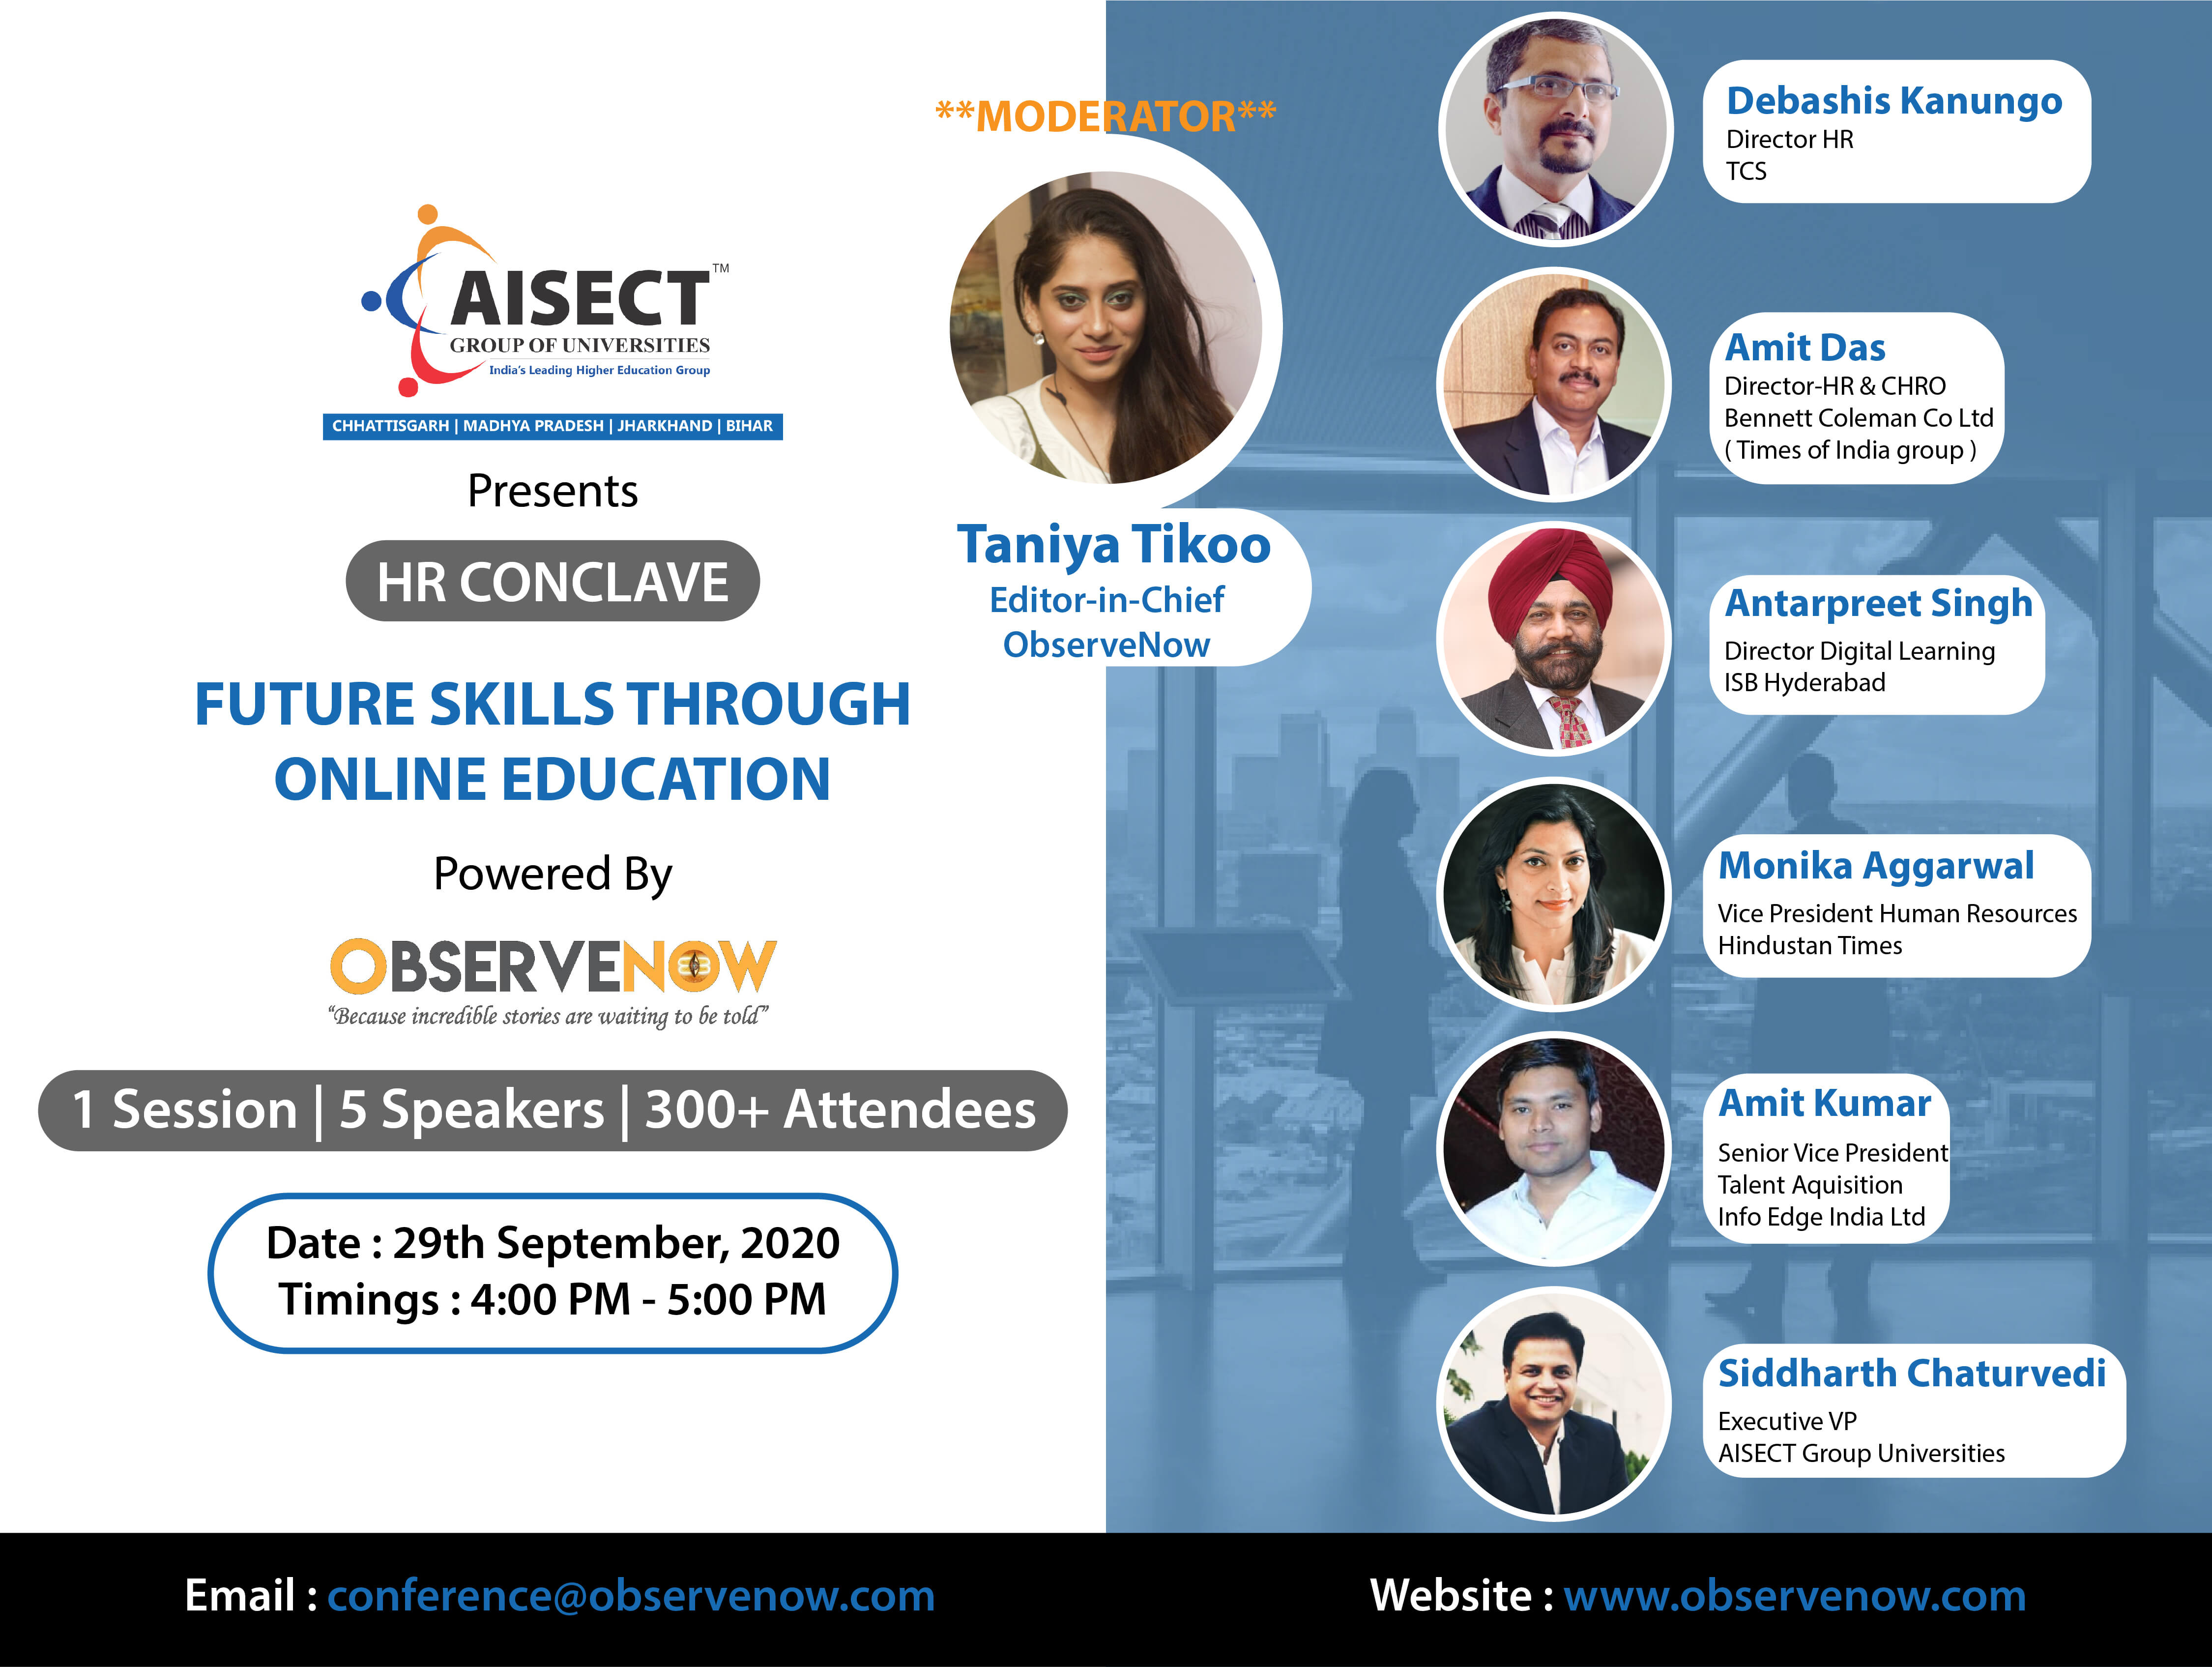 AISECT™
GROUP OF UNIVERSITIES
India's Leading Higher Education Group
CHHATTISGARH | MADHYA PRADESH | JHARKHAND | BIHAR
Presents
HR CONCLAVE
FUTURE SKILLS THROUGH
ONLINE EDUCATION
Powered By
OBSERVENOW
“Because incredible stories are waiting to be told”
1 Session | 5 Speakers | 300+ Attendees
Date : 29th September, 2020
Timings : 4:00 PM - 5:00 PM
**MODERATOR**
Taniya Tikoo
Editor-in-Chief
ObserveNow
Debashis Kanungo
Director HR
TCS
Amit Das
Director-HR & CHRO
Bennett Coleman Co Ltd
( Times of India group )
Antarpreet Singh
Director Digital Learning
ISB Hyderabad
Monika Aggarwal
Vice President Human Resources
Hindustan Times
Amit Kumar
Senior Vice President
Talent Aquisition
Info Edge India Ltd
Siddharth Chaturvedi
Executive VP
AISECT Group Universities
Email : conference@observenow.com
Website : www.observenow.com